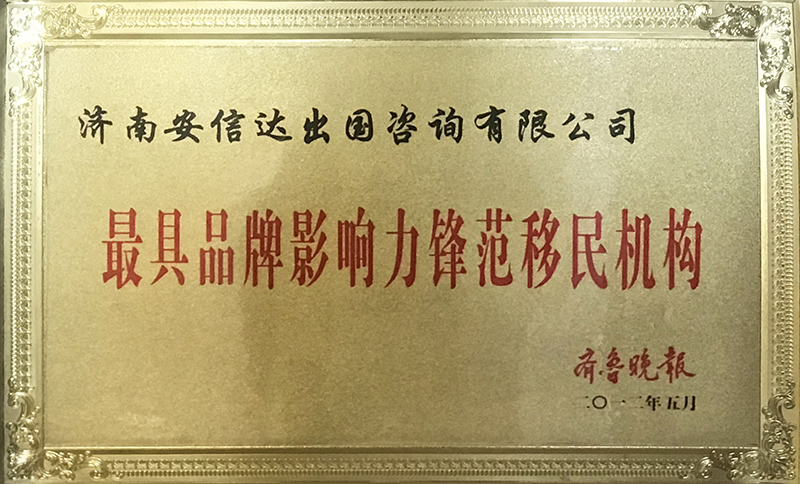 济南安信达出国咨询有限公司
最具品牌影响力锋范移民机构
齐鲁晚报
二〇一二年五月